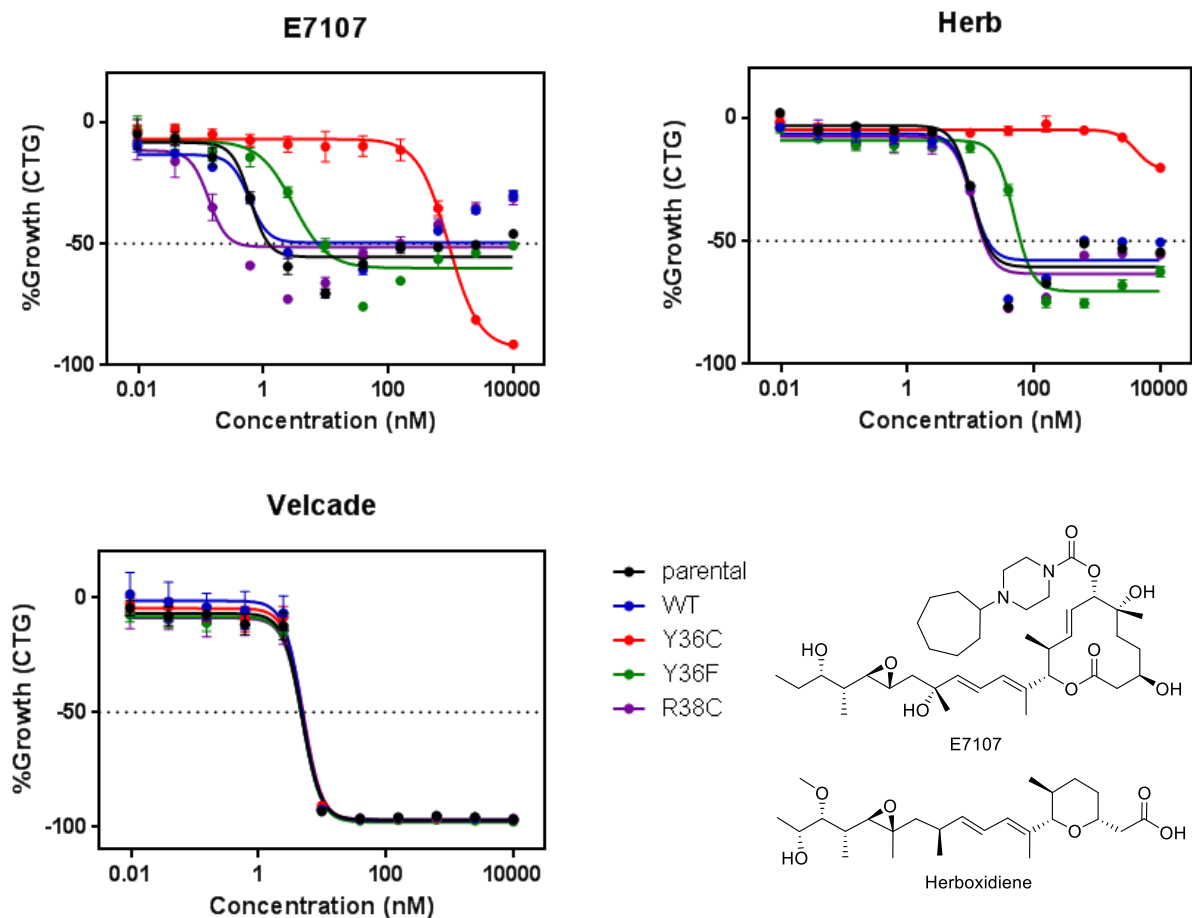 E7107
0
-50
-100
%Growth (CTG)
0.01
1
100
10000
Concentration (nM)
Herb
0
-50
-100
%Growth (CTG)
0.01
1
100
10000
Concentration (nM)
Velcade
0
-50
-100
%Growth (CTG)
0.01
1
100
10000
Concentration (nM)
parental
WT
Y36C
Y36F
R38C
O
N
O
OH
N
HO
O
O
O
OH
HO
E7107
O
O
O
O
OH
HO
Herboxidiene